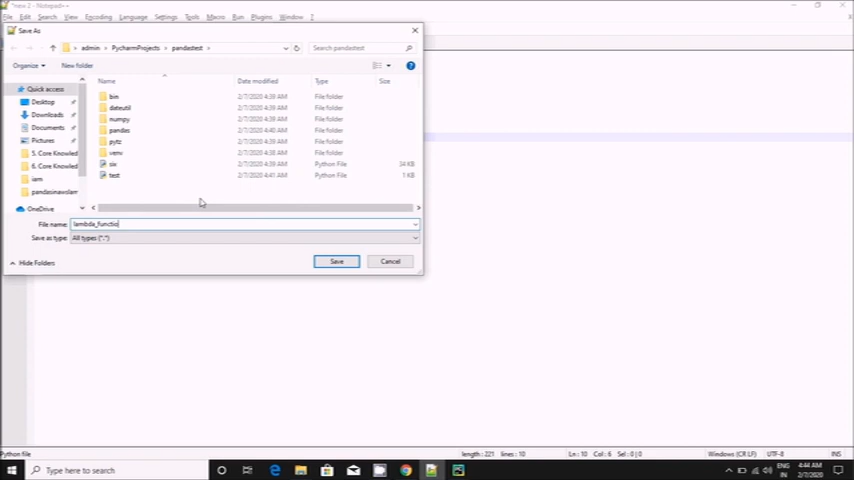 *new 2 - Notepad++
File Edit Search View Encoding Language Settings Tools Macro Run Plugins Window ?
Save As
admin > PycharmProjects > pandastest >
Search pandastest
Organize New folder
Name Date modified Type Size
Quick access
Desktop
Downloads
Documents
Pictures
5. Core Knowled
6. Core Knowled
iam
pandasinawslam
OneDrive
bin 2/7/2020 4:39 AM File folder
dateutil 2/7/2020 4:39 AM File folder
numpy 2/7/2020 4:39 AM File folder
pandas 2/7/2020 4:40 AM File folder
pytz 2/7/2020 4:39 AM File folder
venv 2/7/2020 4:39 AM File folder
six 2/7/2020 4:39 AM Python File 34 KB
test 2/7/2020 4:41 AM Python File 1 KB
File name: lambda_functio
Save as type: All types (*.*)
Hide Folders Save Cancel
Python file length : 221 lines : 10 Ln : 10 Col : 6 Sel : 0 | 0 Windows (CR LF) UTF-8 INS
Type here to search
ENG 4:44 AM
IN 2/7/2020